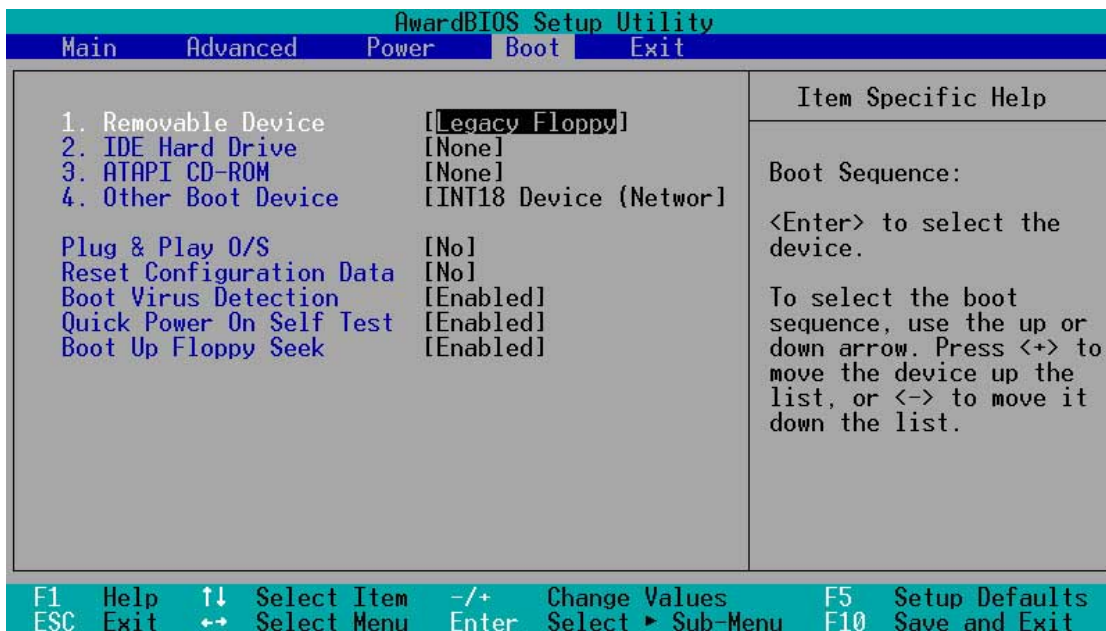 AwardBIOS Setup Utility
Main Advanced Power Boot Exit
1. Removable Device [Legacy Floppy]
2. IDE Hard Drive [None]
3. ATAPI CD-ROM [None]
4. Other Boot Device [INT18 Device (Networ]
Plug & Play O/S [No]
Reset Configuration Data [No]
Boot Virus Detection [Enabled]
Quick Power On Self Test [Enabled]
Boot Up Floppy Seek [Enabled]
Item Specific Help
Boot Sequence:
<Enter> to select the
device.
To select the boot
sequence, use the up or
down arrow. Press <+> to
move the device up the
list, or <-> to move it
down the list.
F1 Help ↑↓ Select Item -/+ Change Values F5 Setup Defaults
ESC Exit ←→ Select Menu Enter Select ► Sub-Menu F10 Save and Exit